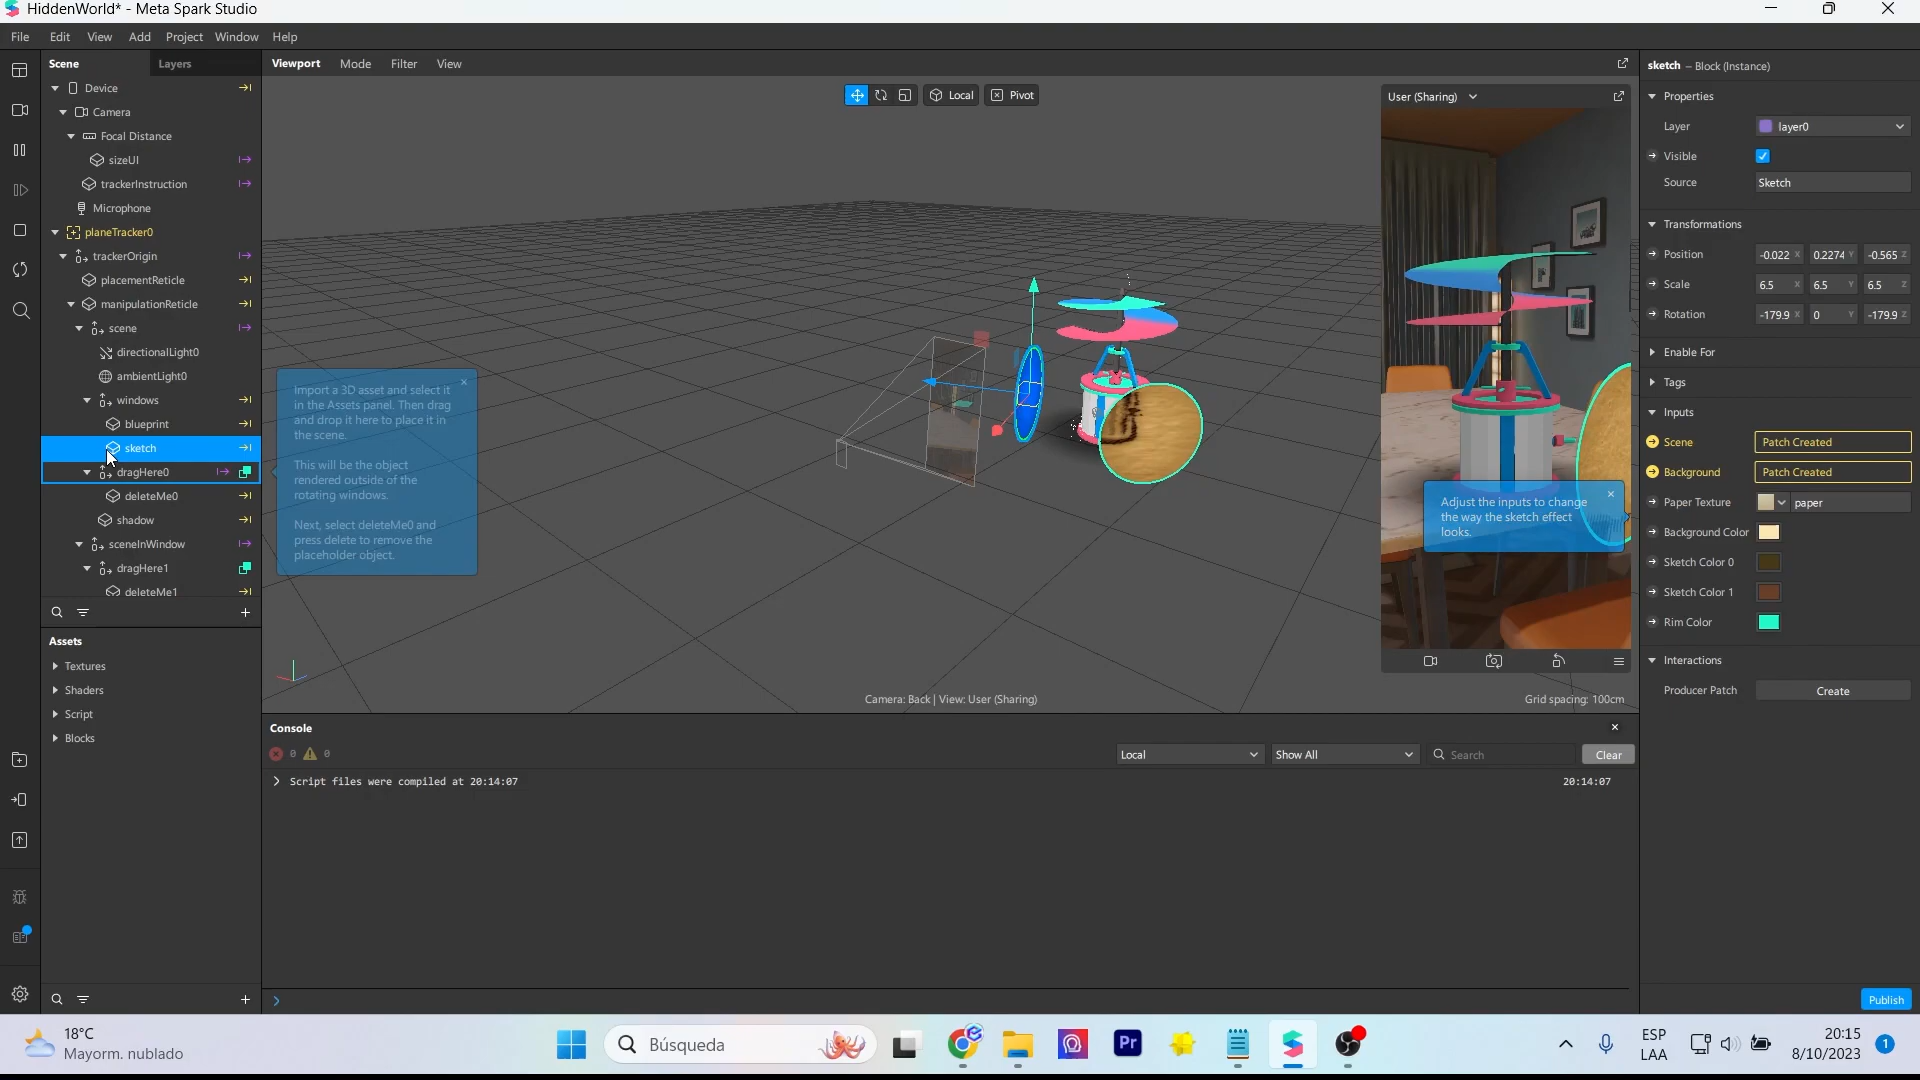 HiddenWorld* - Meta Spark Studio
File Edit View Add Project Window Help
Scene
Layers
Device
Camera
Focal Distance
sizeUI
trackerInstruction
Microphone
planeTracker0
trackerOrigin
placementReticle
manipulationReticle
scene
directionalLight0
ambientLight0
windows
blueprint
sketch
dragHere0
deleteMe0
shadow
sceneInWindow
dragHere1
deleteMe1
Assets
Textures
Shaders
Script
Blocks
Viewport Mode Filter View
Local
Pivot
Import a 3D asset and select it
in the Assets panel. Then drag
and drop it here to place it in
the scene.
This will be the object
rendered outside of the
rotating windows.
Next, select deleteMe0 and
press delete to remove the
placeholder object.
Camera: Back | View: User (Sharing)
Grid spacing: 100cm
User (Sharing)
Adjust the inputs to change
the way the sketch effect
looks.
Console
0 0
Local
Show All
Search
Clear
Script files were compiled at 20:14:07
20:14:07
sketch – Block (Instance)
Properties
Layer layer0
Visible
Source Sketch
Transformations
Position -0.022 X 0.2274 Y -0.565 Z
Scale 6.5 X 6.5 Y 6.5 Z
Rotation -179.9 X 0 Y -179.9 Z
Enable For
Tags
Inputs
Scene Patch Created
Background Patch Created
Paper Texture paper
Background Color
Sketch Color 0
Sketch Color 1
Rim Color
Interactions
Producer Patch Create
Publish
18°C
Mayorm. nublado
Búsqueda
Pr
ESP
LAA
20:15
8/10/2023
1